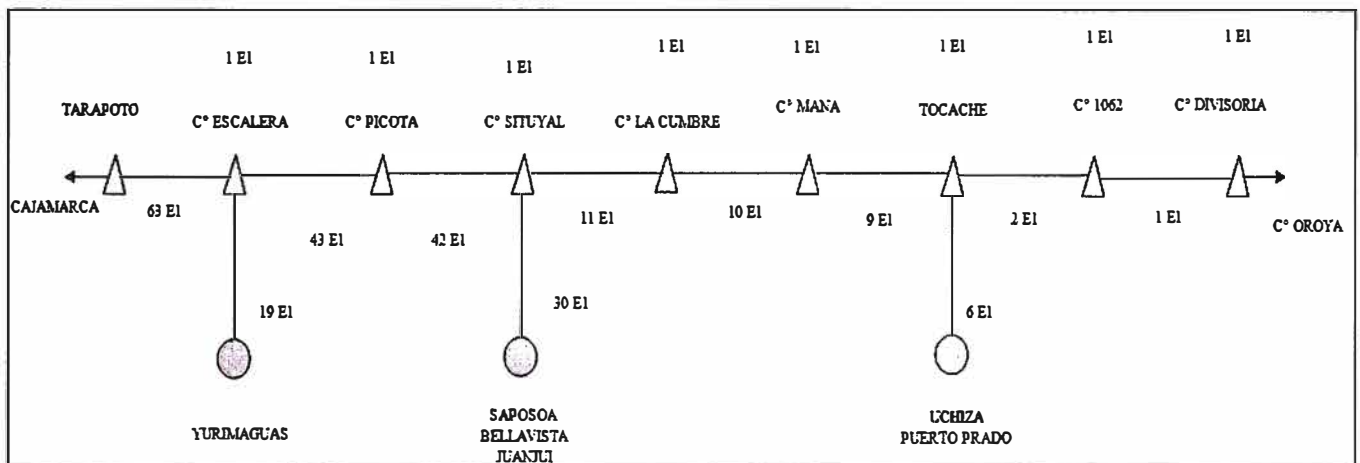 1 E1
1 E1
1 E1
1 E1
1 E1
1 E1
1 E1
1 E1
TARAPOTO
C° ESCALERA
C° PICOTA
C° SITUYAL
C° LA CUMBRE
C° MANA
TOCACHE
C° 1062
C° DIVISORIA
CAJAMARCA
63 E1
43 E1
42 E1
11 E1
10 E1
9 E1
2 E1
1 E1
C° OROYA
19 E1
30 E1
6 E1
YURIMAGUAS
SAPOSOA
BELLAVISTA
JUANJUI
UCHIZA
PUERTO PRADO